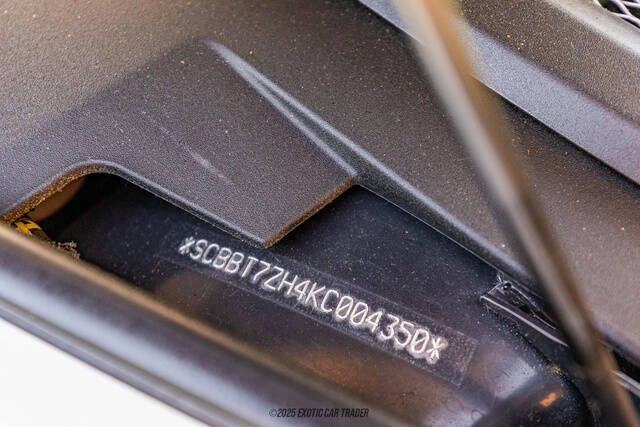 *SCBBT7ZH4KC004350*
©2025 EXOTIC CAR TRADER